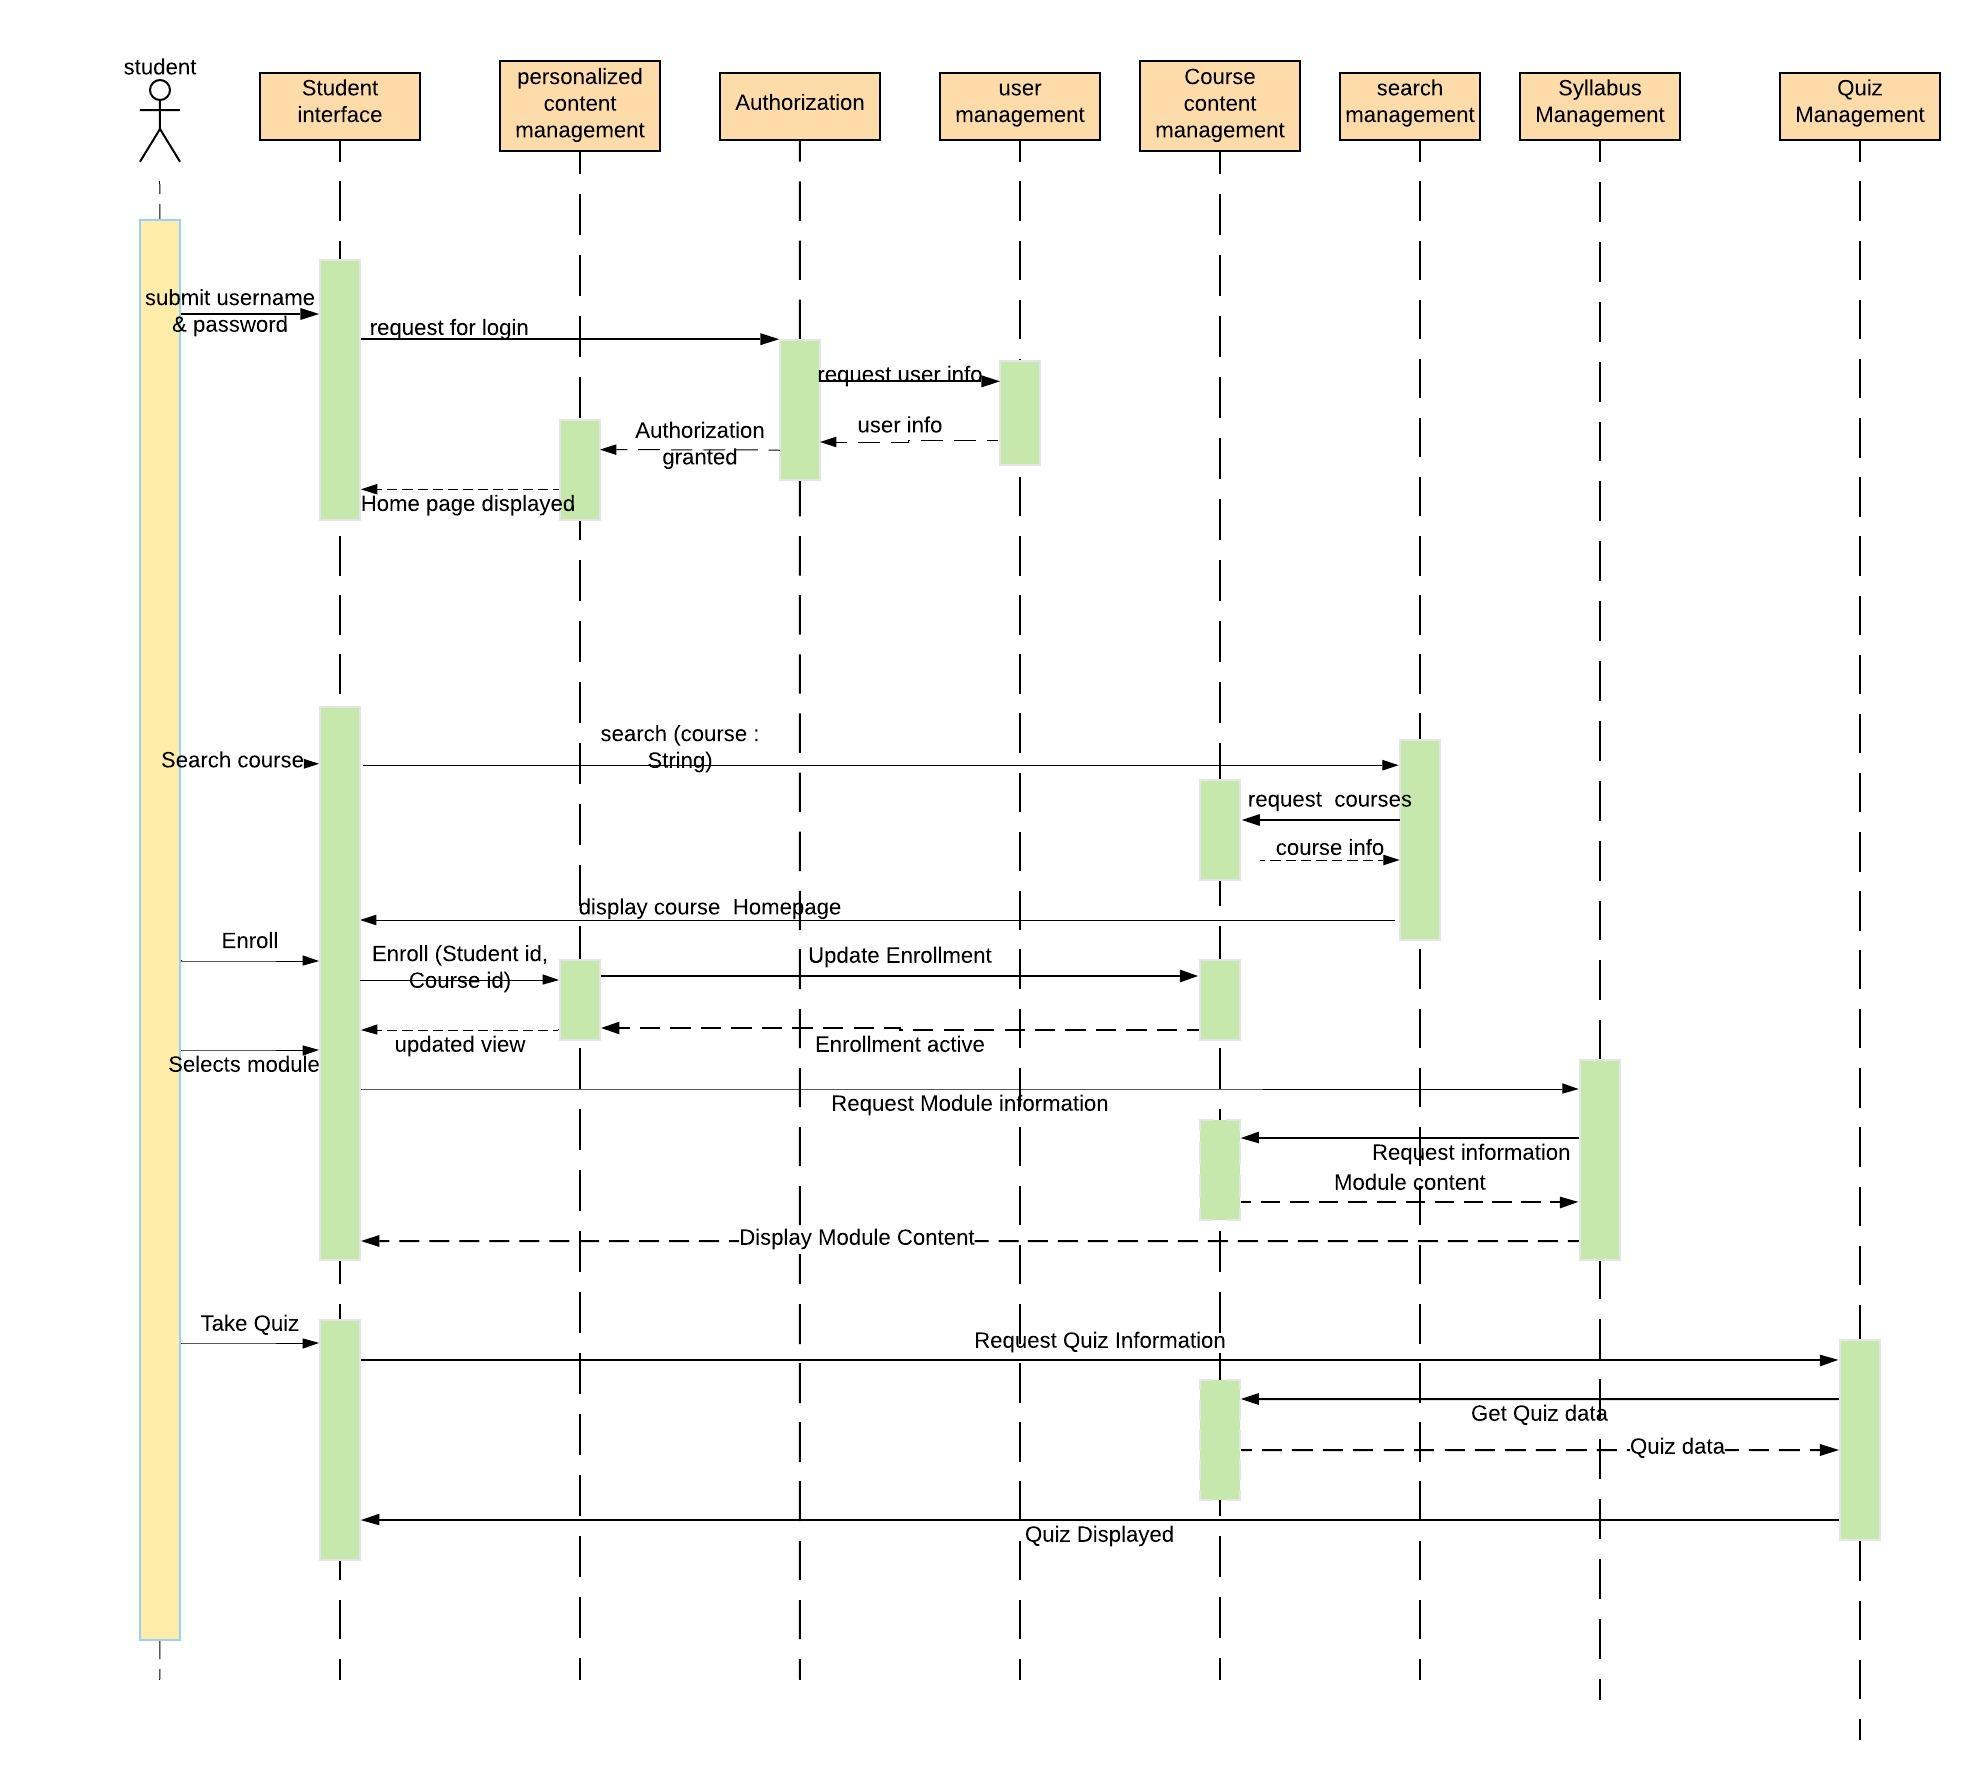 student
Student
interface
personalized
content
management
Authorization
user
management
Course
content
management
search
management
Syllabus
Management
Quiz
Management
submit username
& password
request for login
request user info
user info
Authorization
granted
Home page displayed
search (course :
String)
Search course
request  courses
course info
display course  Homepage
Enroll
Enroll (Student id,
Course id)
Update Enrollment
updated view
Enrollment active
Selects module
Request Module information
Request information
Module content
Display Module Content
Take Quiz
Request Quiz Information
Get Quiz data
Quiz data
Quiz Displayed